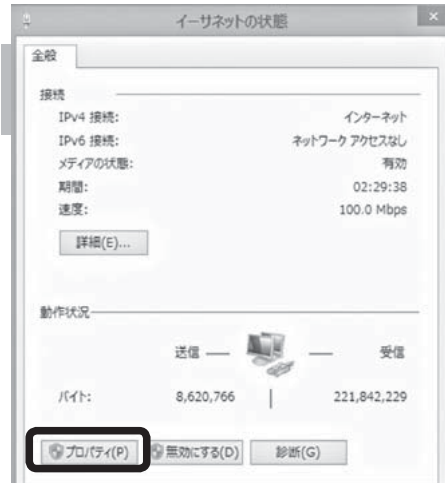 イーサネットの状態
×
全般
接続
IPv4 接続: インターネット
IPv6 接続: ネットワーク アクセスなし
メディアの状態: 有効
期間: 02:29:38
速度: 100.0 Mbps
詳細(E)...
動作状況
送信 — — 受信
バイト: 8,620,766 | 221,842,229
プロパティ(P) 無効にする(D) 診断(G)